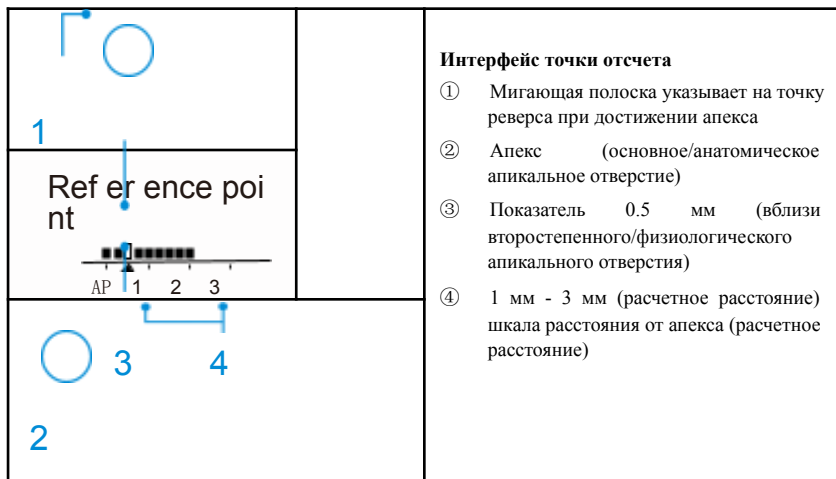 1
Ref er ence poi
nt
AP 1 2 3
3 4
2
Интерфейс точки отсчета
① Мигающая полоска указывает на точку
реверса при достижении апекса
② Апекс (основное/анатомическое
апикальное отверстие)
③ Показатель 0.5 мм (вблизи
второстепенного/физиологического
апикального отверстия)
④ 1 мм - 3 мм (расчетное расстояние)
шкала расстояния от апекса (расчетное
расстояние)